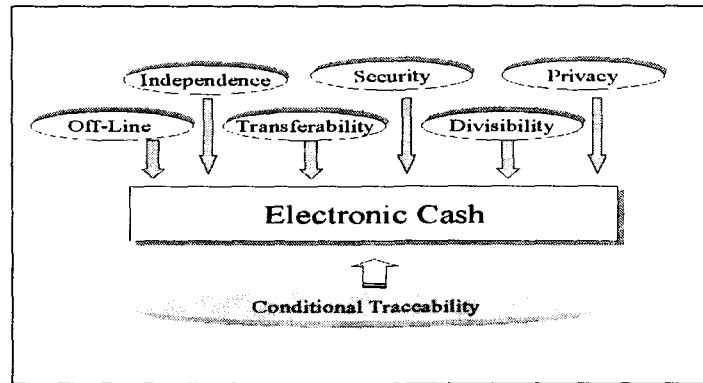 Independence Security Privacy
Off-Line Transferability Divisibility
Electronic Cash
Conditional Traceability